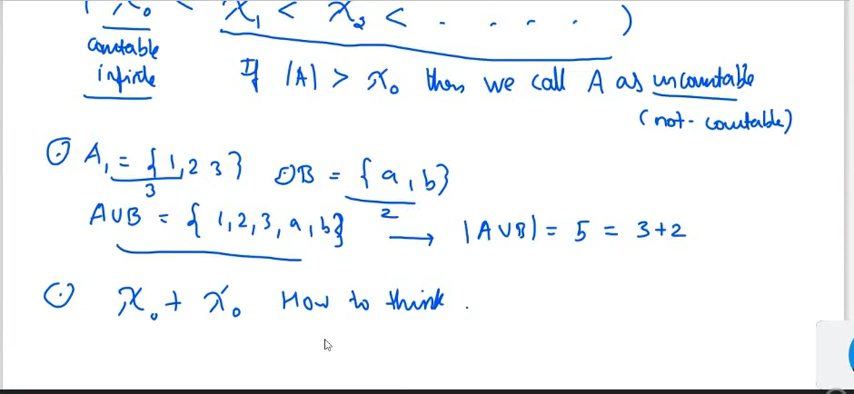 ( ℵ₀ < ℵ₁ < ℵ₂ < . . . . )
countable infinite
If |A| > ℵ₀ then we call A as uncountable
(not-countable)
A₁ = {1,2 3} B = {a, b}
3 2
A∪B = { 1,2,3,a,b} → |A∪B| = 5 = 3+2
ℵ₀ + ℵ₀ How to think .